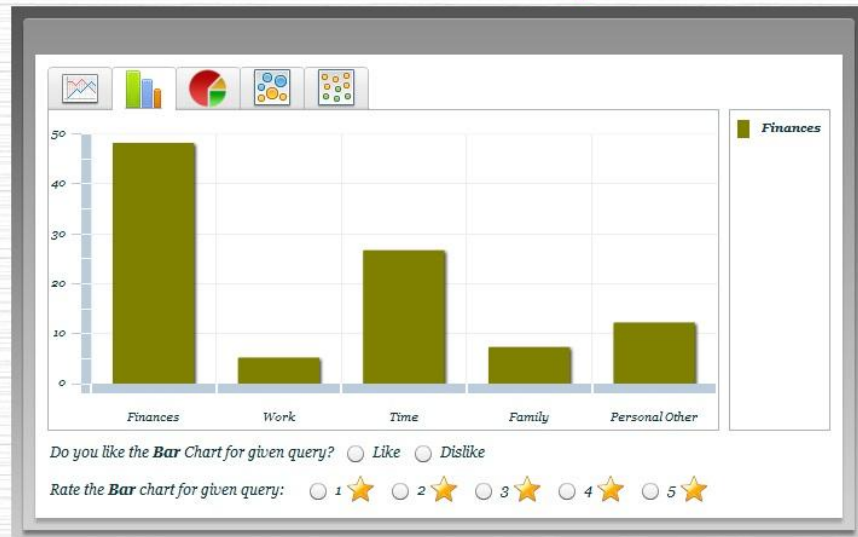 50
Finances
40
30
20
10
0
Finances Work Time Family Personal Other
Do you like the Bar Chart for given query? Like Dislike
Rate the Bar chart for given query: 1 2 3 4 5